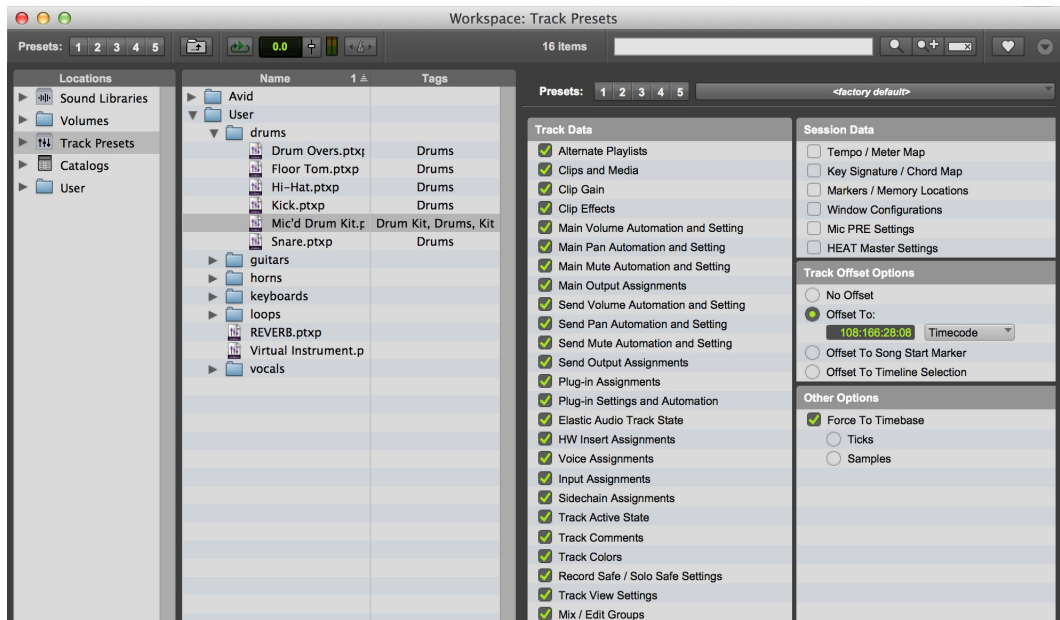 Workspace: Track Presets
Presets: 1 2 3 4 5
0.0
16 items
Locations
Sound Libraries
Volumes
Track Presets
Catalogs
User
Name 1 Tags
Avid
User
drums
Drum Overs.ptxp Drums
Floor Tom.ptxp Drums
Hi-Hat.ptxp Drums
Kick.ptxp Drums
Mic'd Drum Kit.p Drum Kit, Drums, Kit
Snare.ptxp Drums
guitars
horns
keyboards
loops
REVERB.ptxp
Virtual Instrument.p
vocals
Presets: 1 2 3 4 5 <factory default>
Track Data
Alternate Playlists
Clips and Media
Clip Gain
Clip Effects
Main Volume Automation and Setting
Main Pan Automation and Setting
Main Mute Automation and Setting
Main Output Assignments
Send Volume Automation and Setting
Send Pan Automation and Setting
Send Mute Automation and Setting
Send Output Assignments
Plug-in Assignments
Plug-in Settings and Automation
Elastic Audio Track State
HW Insert Assignments
Voice Assignments
Input Assignments
Sidechain Assignments
Track Active State
Track Comments
Track Colors
Record Safe / Solo Safe Settings
Track View Settings
Mix / Edit Groups
Session Data
Tempo / Meter Map
Key Signature / Chord Map
Markers / Memory Locations
Window Configurations
Mic PRE Settings
HEAT Master Settings
Track Offset Options
No Offset
Offset To:
108:166:28:08 Timecode
Offset To Song Start Marker
Offset To Timeline Selection
Other Options
Force To Timebase
Ticks
Samples